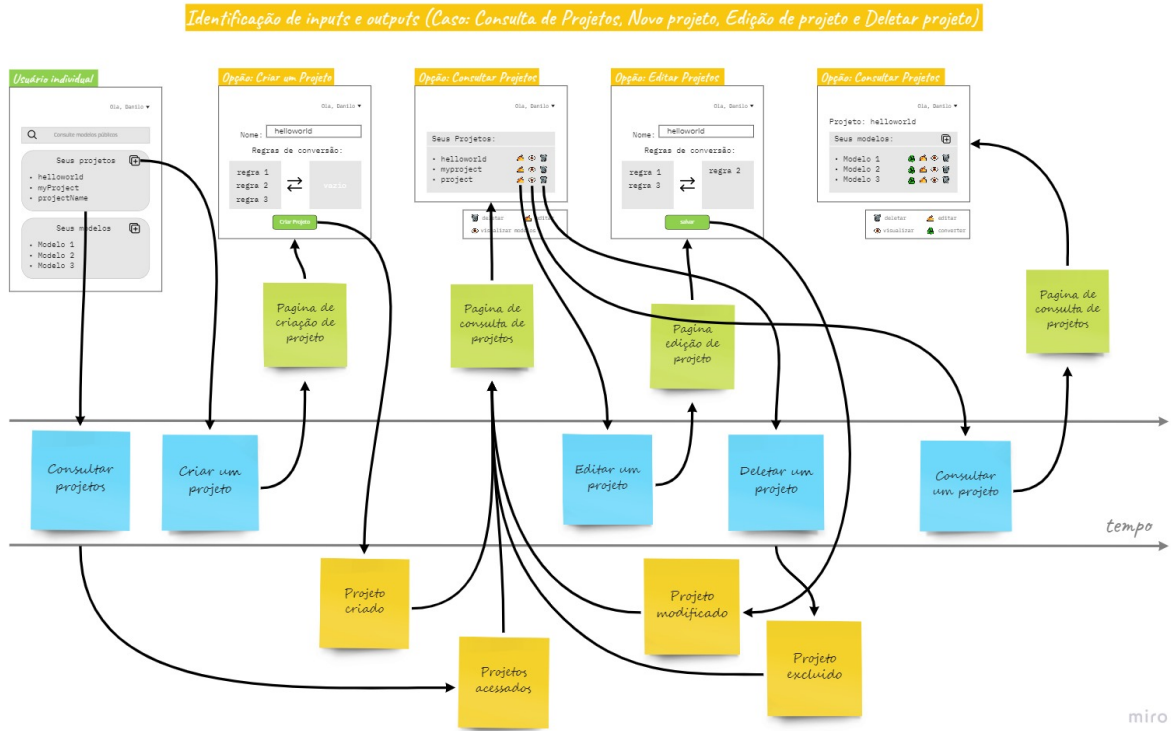 Identificação de inputs e outputs (Caso: Consulta de Projetos, Novo projeto, Edição de projeto e Deletar projeto)
Usuário individual
Ola, Danilo
Consulte modelos públicos
Seus projetos
helloworld
myProject
projectName
Seus modelos
Modelo 1
Modelo 2
Modelo 3
Opção: Criar um Projeto
Ola, Danilo
Nome: helloworld
Regras de conversão:
regra 1
regra 2
regra 3
vazio
Criar Projeto
Opção: Consultar Projetos
Ola, Danilo
Seus Projetos:
helloworld
myproject
project
deletar editar
visualizar modelos
Opção: Editar Projetos
Ola, Danilo
Nome: helloworld
Regras de conversão:
regra 1 regra 2
regra 3
salvar
Opção: Consultar Projetos
Ola, Danilo
Projeto: helloworld
Seus modelos:
Modelo 1
Modelo 2
Modelo 3
deletar editar
visualizar converter
Pagina de
criação de
projeto
Pagina de
consulta de
projetos
Pagina
edição de
projeto
Pagina de
consulta de
projetos
Consultar
projetos
Criar um
projeto
Editar um
projeto
Deletar um
projeto
Consultar
um projeto
tempo
Projeto
criado
Projetos
acessados
Projeto
modificado
Projeto
excluido
miro